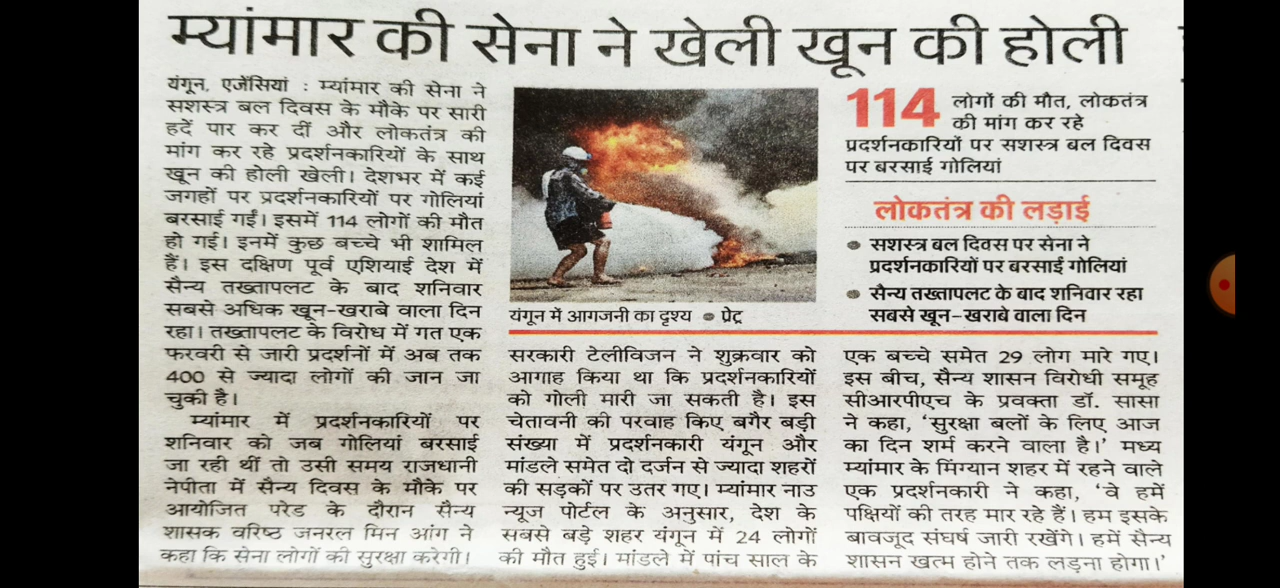 म्यांमार की सेना ने खेली खून की होली
यंगून, एजेंसियां : म्यांमार की सेना ने
सशस्त्र बल दिवस के मौके पर सारी
हदें पार कर दीं और लोकतंत्र की
मांग कर रहे प्रदर्शनकारियों के साथ
खून की होली खेली। देशभर में कई
जगहों पर प्रदर्शनकारियों पर गोलियां
बरसाई गईं। इसमें 114 लोगों की मौत
हो गई। इनमें कुछ बच्चे भी शामिल
हैं। इस दक्षिण पूर्व एशियाई देश में
सैन्य तख्तापलट के बाद शनिवार
सबसे अधिक खून-खराबे वाला दिन
रहा। तख्तापलट के विरोध में गत एक
फरवरी से जारी प्रदर्शनों में अब तक
400 से ज्यादा लोगों की जान जा
चुकी है।
म्यांमार में प्रदर्शनकारियों पर
शनिवार को जब गोलियां बरसाई
जा रही थीं तो उसी समय राजधानी
नेपीता में सैन्य दिवस के मौके पर
आयोजित परेड के दौरान सैन्य
शासक वरिष्ठ जनरल मिन आंग ने
कहा कि सेना लोगों की सुरक्षा करेगी।
यंगून में आगजनी का दृश्य ● प्रेट्र
114 लोगों की मौत, लोकतंत्र
की मांग कर रहे
प्रदर्शनकारियों पर सशस्त्र बल दिवस
पर बरसाई गोलियां
लोकतंत्र की लड़ाई
● सशस्त्र बल दिवस पर सेना ने
प्रदर्शनकारियों पर बरसाईं गोलियां
● सैन्य तख्तापलट के बाद शनिवार रहा
सबसे खून-खराबे वाला दिन
सरकारी टेलीविजन ने शुक्रवार को
आगाह किया था कि प्रदर्शनकारियों
को गोली मारी जा सकती है। इस
चेतावनी की परवाह किए बगैर बड़ी
संख्या में प्रदर्शनकारी यंगून और
मांडले समेत दो दर्जन से ज्यादा शहरों
की सड़कों पर उतर गए। म्यांमार नाउ
न्यूज पोर्टल के अनुसार, देश के
सबसे बड़े शहर यंगून में 24 लोगों
की मौत हुई। मांडले में पांच साल के
एक बच्चे समेत 29 लोग मारे गए।
इस बीच, सैन्य शासन विरोधी समूह
सीआरपीएच के प्रवक्ता डॉ. सासा
ने कहा, 'सुरक्षा बलों के लिए आज
का दिन शर्म करने वाला है।' मध्य
म्यांमार के मिंग्यान शहर में रहने वाले
एक प्रदर्शनकारी ने कहा, 'वे हमें
पक्षियों की तरह मार रहे हैं। हम इसके
बावजूद संघर्ष जारी रखेंगे। हमें सैन्य
शासन खत्म होने तक लड़ना होगा।'